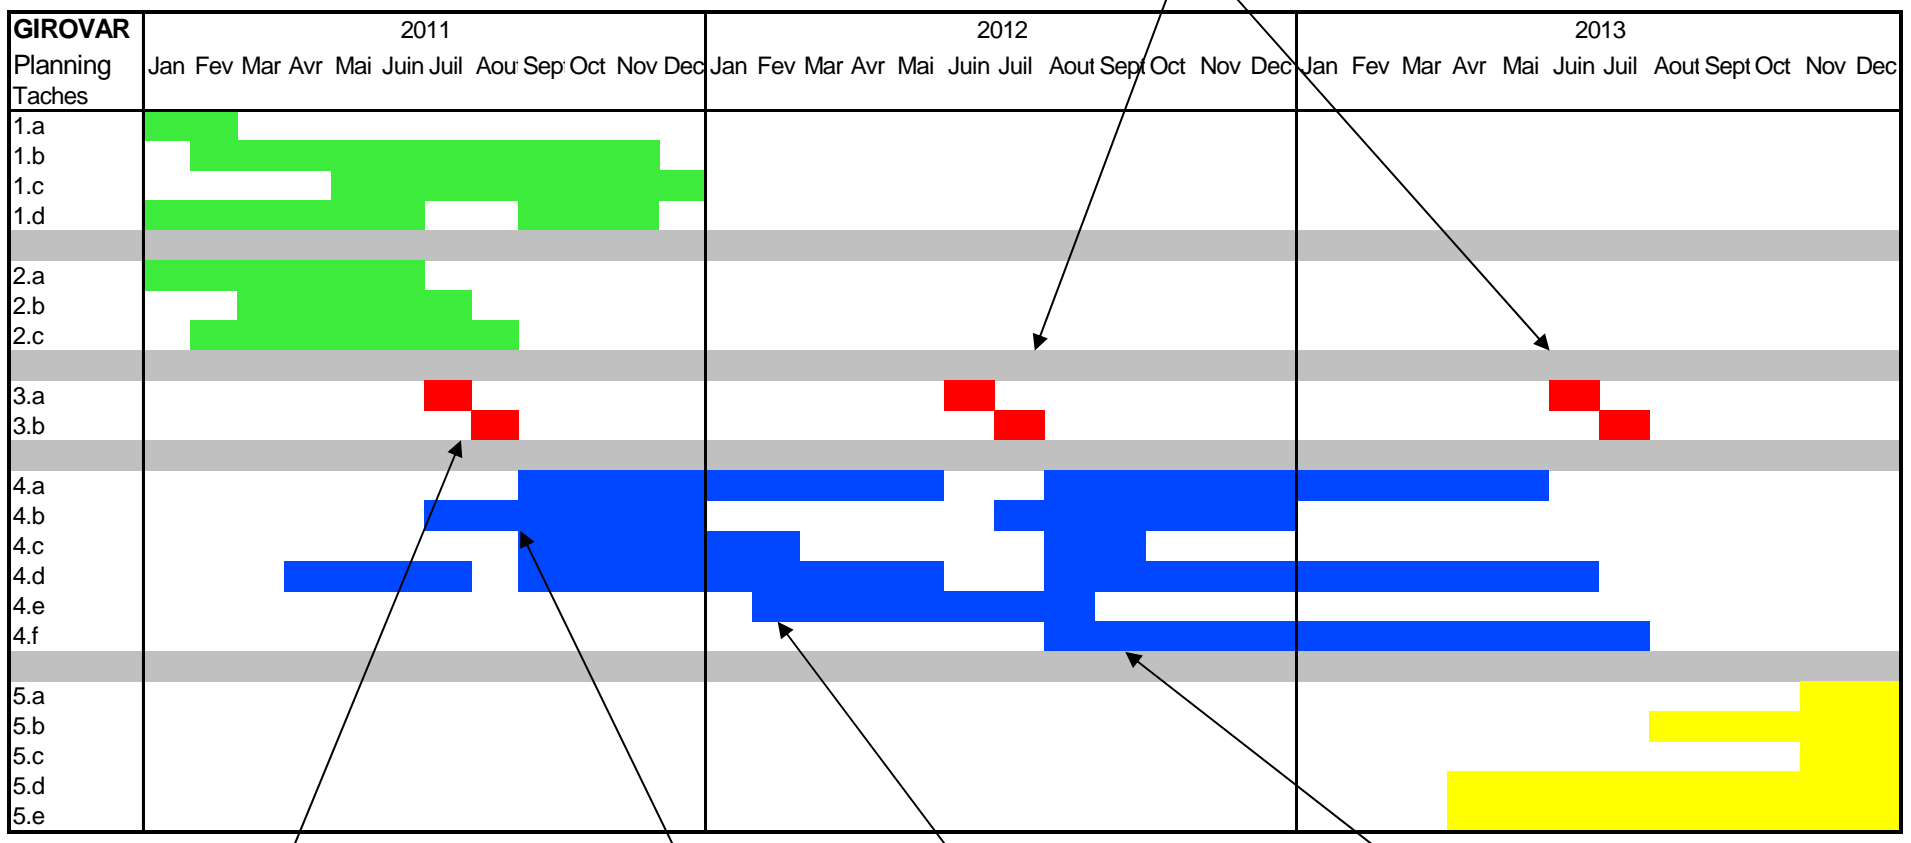 GIROVAR 2011 2012 2013
Planning Jan Fev Mar Avr Mai Juin Juil Aout Sept Oct Nov Dec Jan Fev Mar Avr Mai Juin Juil Aout Sept Oct Nov Dec Jan Fev Mar Avr Mai Juin Juil Aout Sept Oct Nov Dec
Taches
1.a
1.b
1.c
1.d
2.a
2.b
2.c
3.a
3.b
4.a
4.b
4.c
4.d
4.e
4.f
5.a
5.b
5.c
5.d
5.e